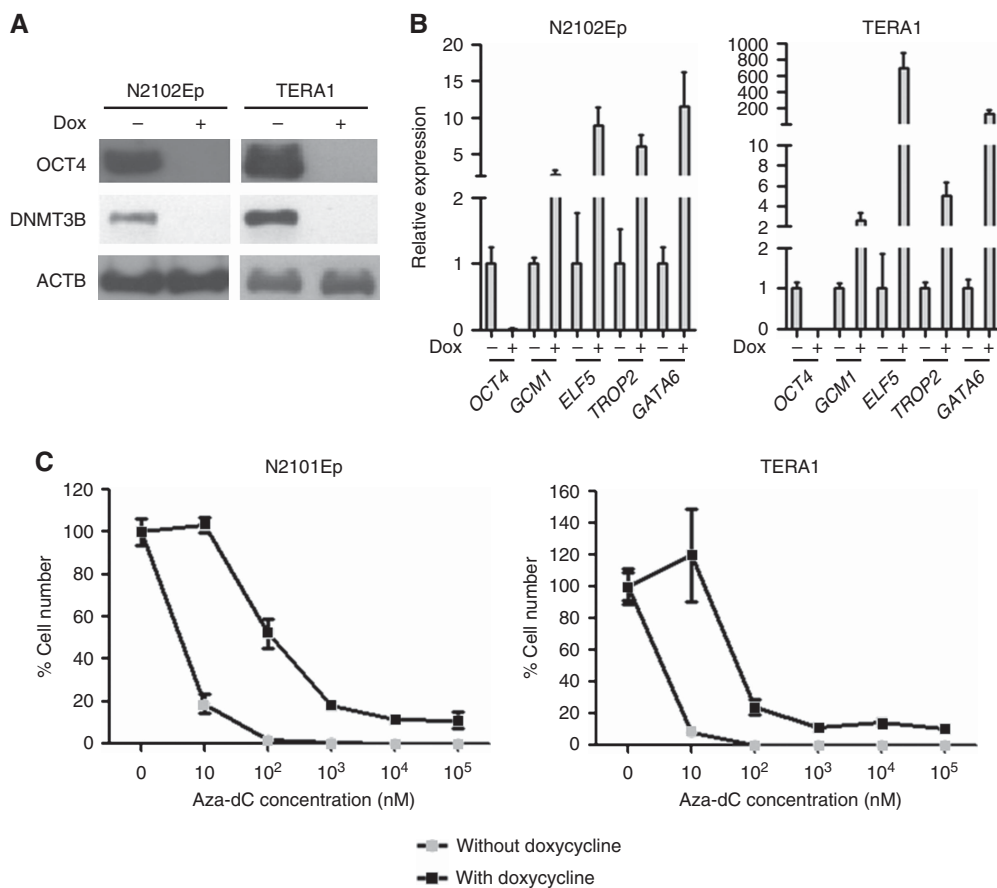 A
N2102Ep TERA1
Dox − + − +
OCT4
DNMT3B
ACTB
B
N2102Ep
Relative expression
20
15
10
5
2
1
0
Dox − + − + − + − + − +
OCT4 GCM1 ELF5 TROP2 GATA6
TERA1
1000
800
600
400
200
10
8
6
4
2
2
1
0
Dox − + − + − + − + − +
OCT4 GCM1 ELF5 TROP2 GATA6
C
N2101Ep
% Cell number
120
100
80
60
40
20
0
0 10 10² 10³ 10⁴ 10⁵
Aza-dC concentration (nM)
TERA1
% Cell number
160
140
120
100
80
60
40
20
0
0 10 10² 10³ 10⁴ 10⁵
Aza-dC concentration (nM)
Without doxycycline
With doxycycline